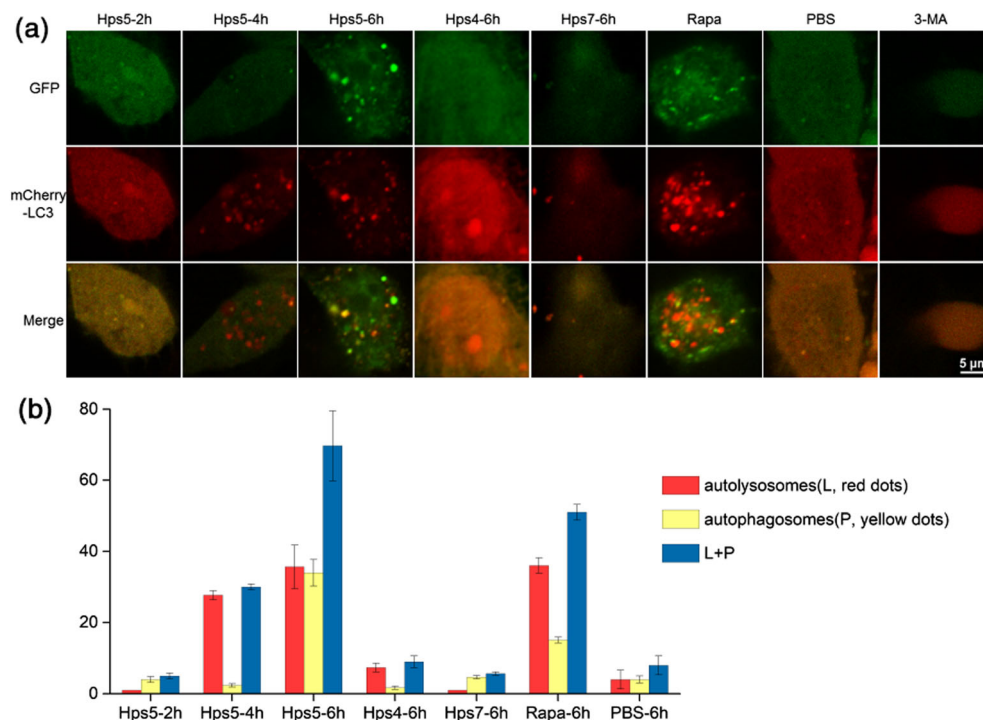 (a)
Hps5-2h Hps5-4h Hps5-6h Hps4-6h Hps7-6h Rapa PBS 3-MA
GFP
mCherry
-LC3
Merge
5 μm
(b)
80
60
40
20
0
Hps5-2h Hps5-4h Hps5-6h Hps4-6h Hps7-6h Rapa-6h PBS-6h
autolysosomes(L, red dots)
autophagosomes(P, yellow dots)
L+P